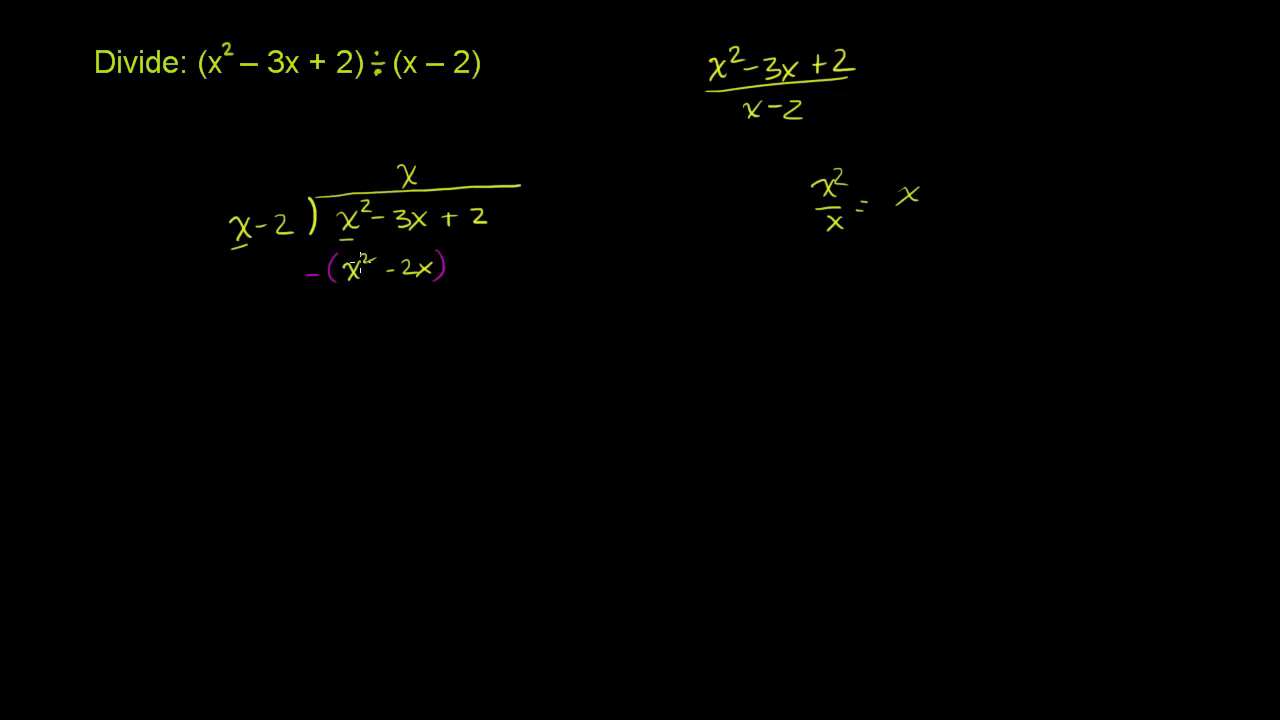 Divide: (x² – 3x + 2) ÷ (x – 2)
x² - 3x + 2
x - 2
x
x - 2 ) x² - 3x + 2
- ( x² - 2x )
x²
x
= x